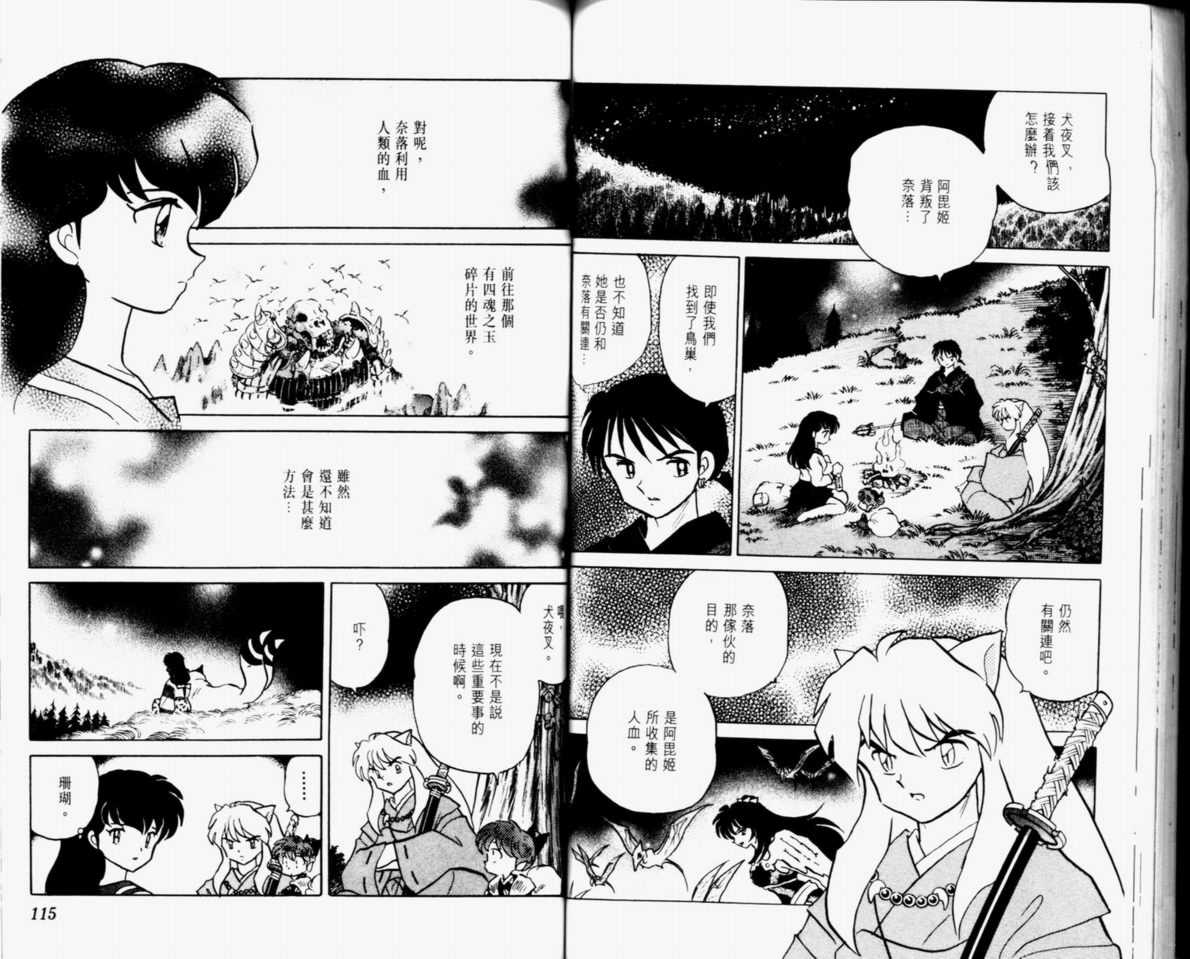 犬夜叉、
接着我們該
怎麼辦？
阿毘姬
背叛了
奈落…
即使我們
找到了鳥巢，
也不知道
她是否仍和
奈落有關連…
仍然
有關連吧。
奈落
那傢伙的
目的，
是阿毘姬
所收集的
人血。
對呢，
奈落利用
人類的血，
前往那個
有四魂之玉
碎片的世界。
雖然
還不知道
會是甚麼
方法…
喂，
犬夜叉。
現在不是說
這些重要事的
時候啊。
吓？
……
珊瑚。
115